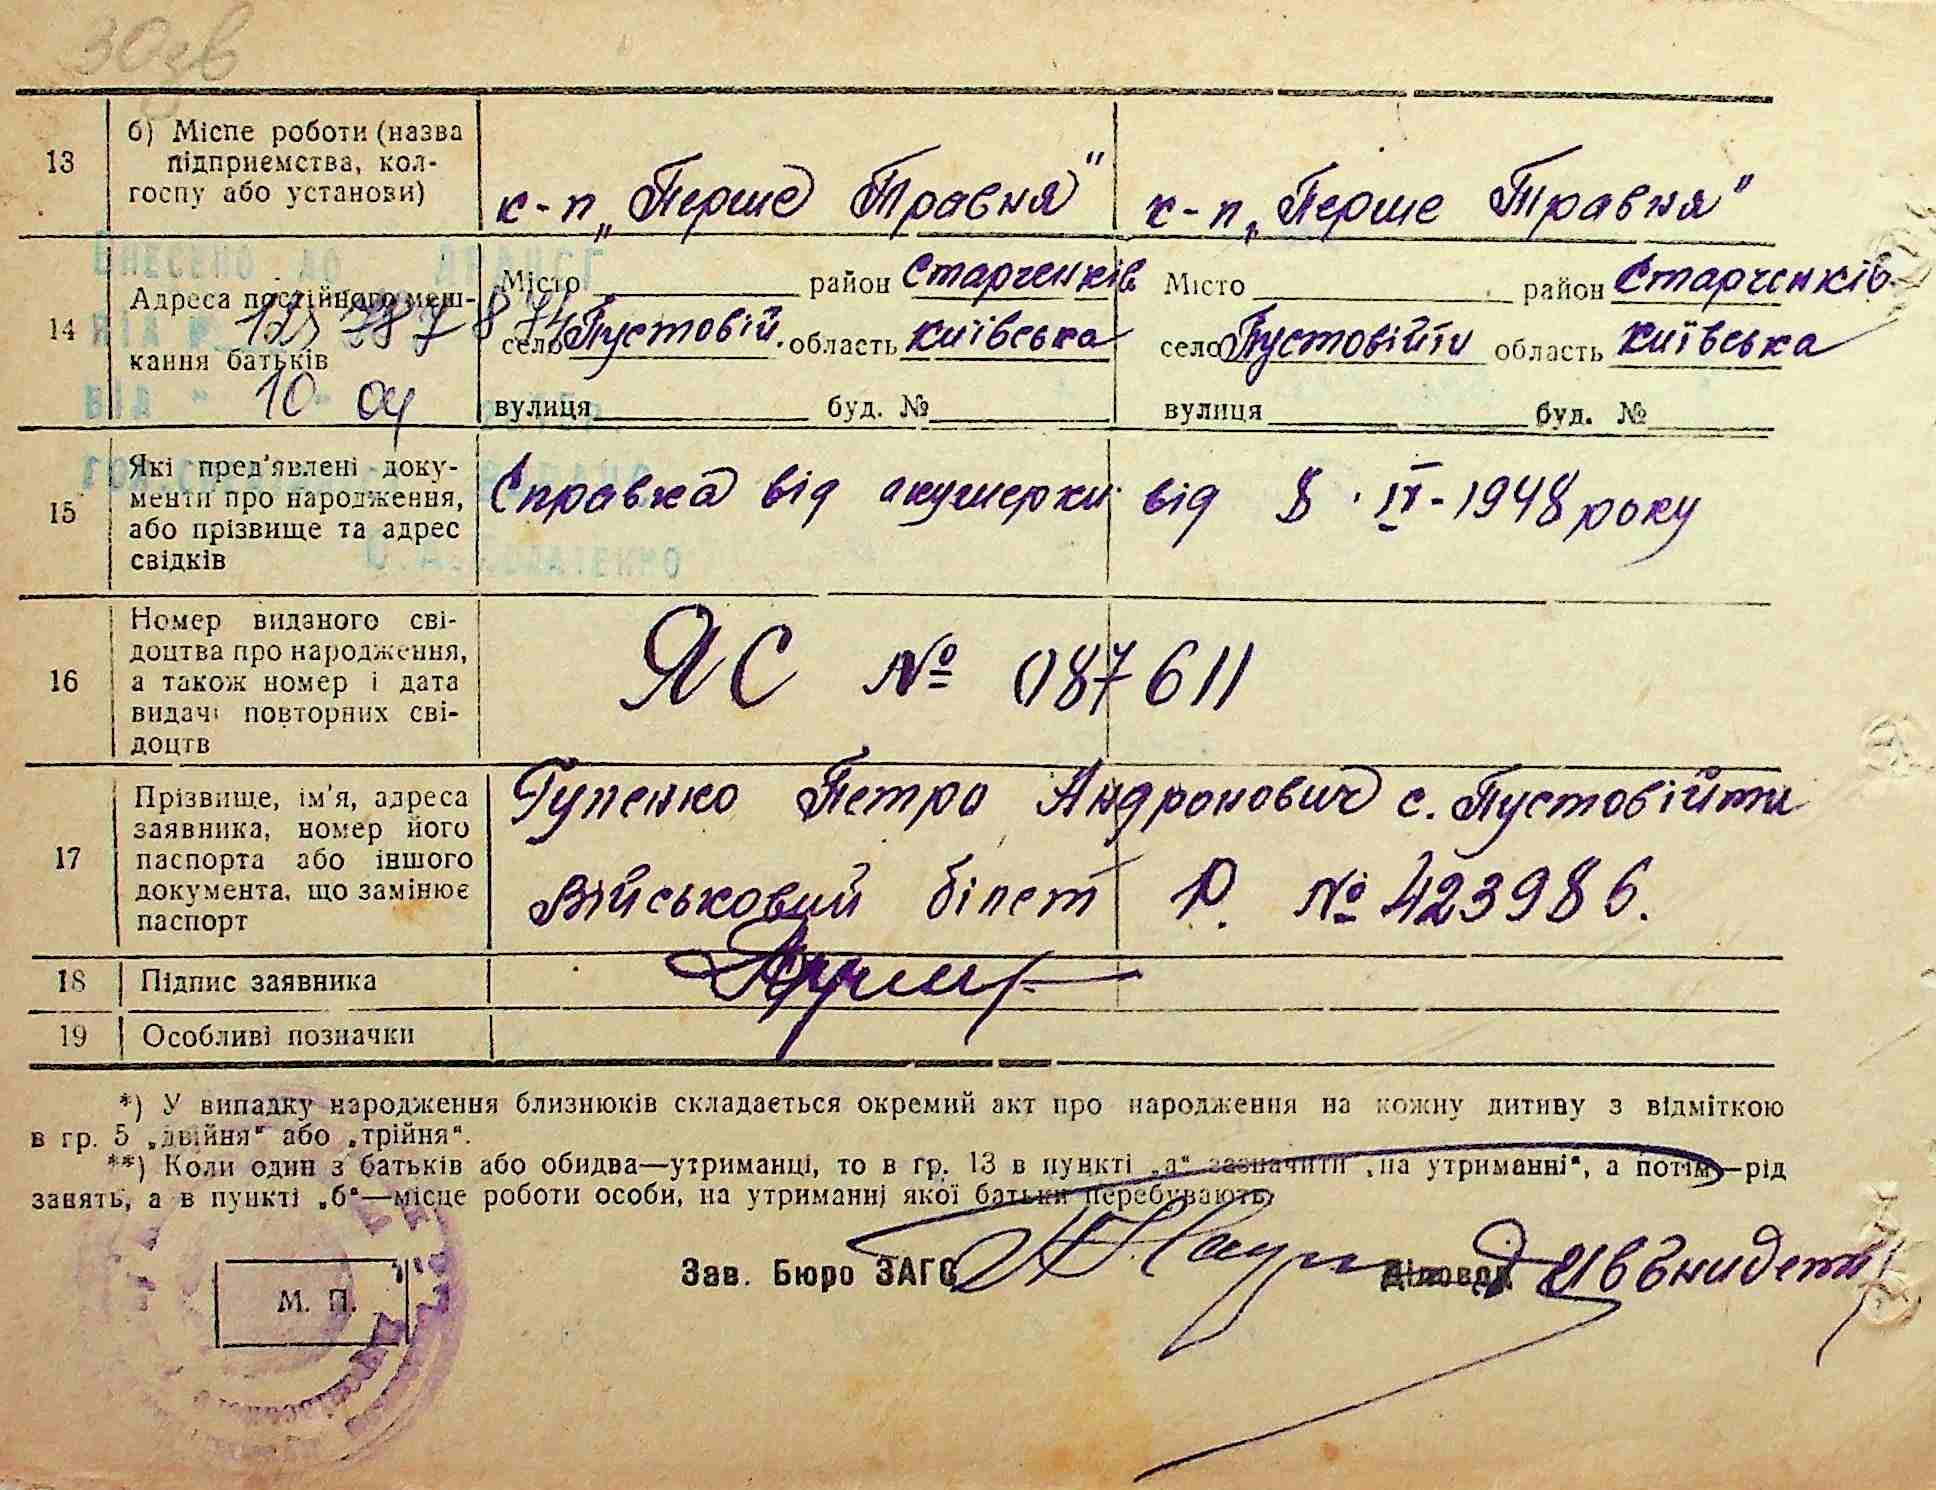 13
б) Місце роботи (назва
підприємства, кол-
госпу або установи)
к-п „Перше Травня"
к-п „Перше Травня"
ВНЕСЕНО ДО ДРАЦСГ
14
Адреса постійного меш-
кання батьків
Місто район Старченків
село Пустовій. область Київська
вулиця буд. №
Місто район Старченків
село Пустовійти область Київська
вулиця буд. №
ВІД " 10 " 04
15
Які пред'явлені доку-
менти про народження,
або прізвище та адрес
свідків
Справка від акушерки від 8 · IV - 1948 року
16
Номер виданого сві-
доцтва про народження,
а також номер і дата
видачі повторних сві-
доцтв
ЯС № 087611
17
Прізвище, ім'я, адреса
заявника, номер його
паспорта або іншого
документа, що замінює
паспорт
Гупенко Петро Андронович с. Пустовійти
Військовий білет Р. № 423986.
18
Підпис заявника
19
Особливі позначки
*) У випадку народження близнюків складається окремий акт про народження на кожну дитину з відміткою
в гр. 5 „двійня" або „трійня".
**) Коли один з батьків або обидва—утриманці, то в гр. 13 в пункті „а" зазначити „на утриманні", а потім—рід
занять, а в пункті „б"—місце роботи особи, на утриманні якої батьки перебувають.
Зав. Бюро ЗАГС
Діловод
М. П.